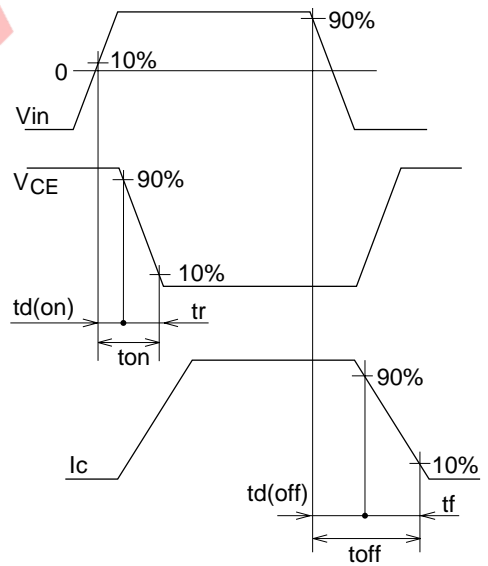 90%
10%
0
Vin
VCE
90%
10%
td(on)
tr
ton
90%
Ic
10%
td(off)
tf
toff